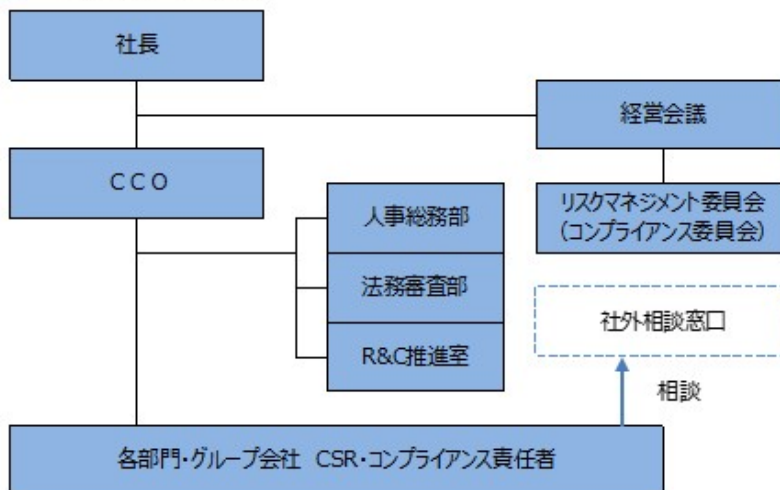 社長
経営会議
ＣＣＯ
リスクマネジメント委員会
（コンプライアンス委員会）
人事総務部
法務審査部
R&C推進室
社外相談窓口
相談
各部門・グループ会社 CSR・コンプライアンス責任者